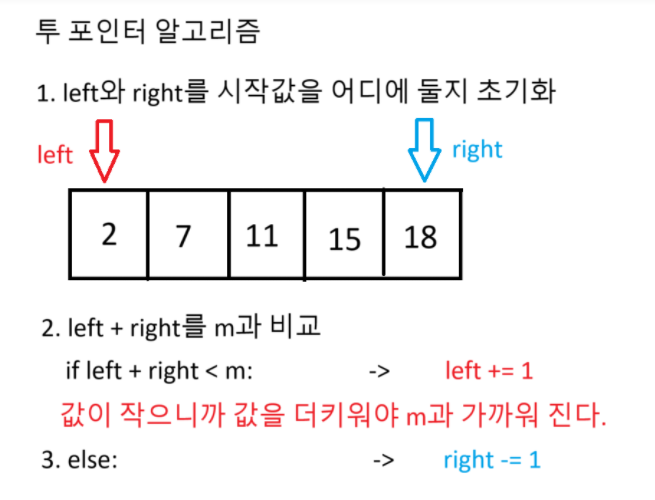 투 포인터 알고리즘
1. left와 right를 시작값을 어디에 둘지 초기화
left right
2 7 11 15 18
2. left + right를 m과 비교
if left + right < m: -> left += 1
값이 작으니까 값을 더키워야 m과 가까워 진다.
3. else: -> right -= 1